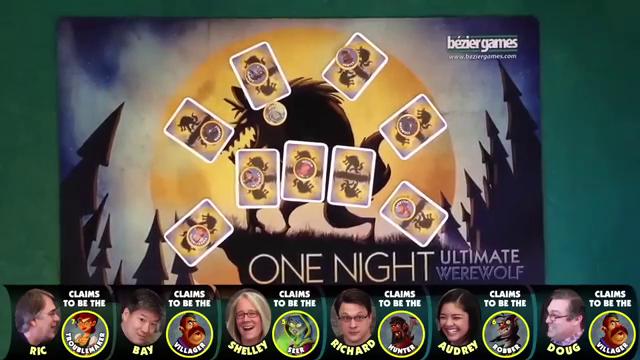 bézier games
www.beziergames.com
ONE NIGHT
ULTIMATE
WEREWOLF
RIC
CLAIMS
TO BE THE
TROUBLEMAKER
BAY
CLAIMS
TO BE THE
VILLAGER
SHELLEY
CLAIMS
TO BE THE
SEER
RICHARD
CLAIMS
TO BE THE
HUNTER
AUDREY
CLAIMS
TO BE THE
ROBBER
DOUG
CLAIMS
TO BE THE
VILLAGER